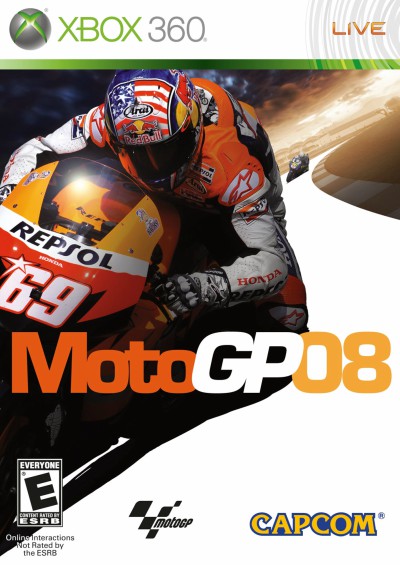 XBOX 360
LIVE
Arai
Red Bull
REPSOL
HONDA
69
HONDA
MotoGP08
EVERYONE
E
CONTENT RATED BY
ESRB
Online Interactions
Not Rated by
the ESRB
motoGP
CAPCOM